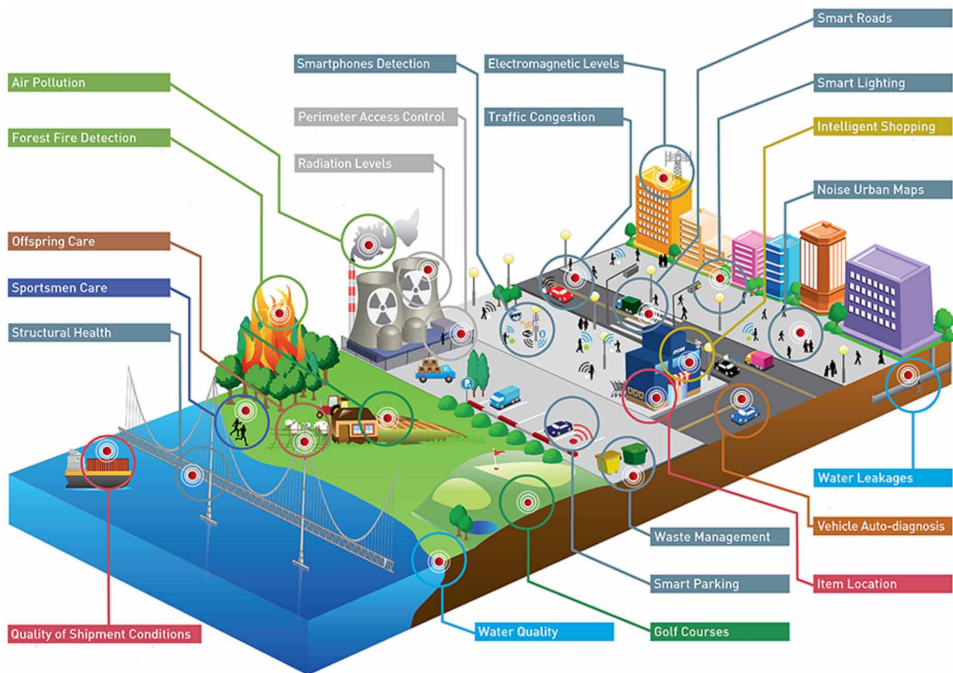 Smart Roads
Smartphones Detection
Electromagnetic Levels
Air Pollution
Smart Lighting
Perimeter Access Control
Traffic Congestion
Intelligent Shopping
Forest Fire Detection
Radiation Levels
Noise Urban Maps
Offspring Care
Sportsmen Care
Structural Health
P
Water Leakages
Vehicle Auto-diagnosis
Waste Management
Smart Parking
Item Location
Quality of Shipment Conditions
Water Quality
Golf Courses